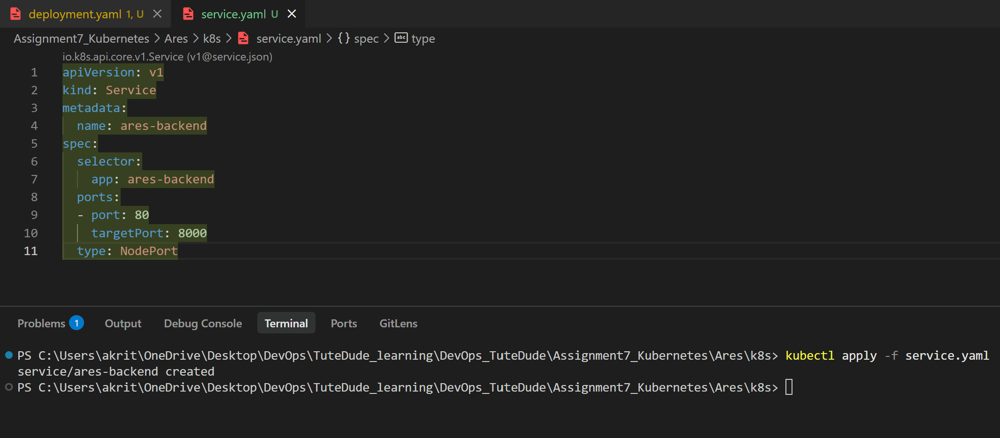 deployment.yaml 1, U service.yaml U
Assignment7_Kubernetes > Ares > k8s > service.yaml > {} spec > abc type
io.k8s.api.core.v1.Service (v1@service.json)
1 apiVersion: v1
2 kind: Service
3 metadata:
4   name: ares-backend
5 spec:
6   selector:
7     app: ares-backend
8   ports:
9   - port: 80
10     targetPort: 8000
11   type: NodePort
Problems 1 Output Debug Console Terminal Ports GitLens
PS C:\Users\akrit\OneDrive\Desktop\DevOps\TuteDude_learning\DevOps_TuteDude\Assignment7_Kubernetes\Ares\k8s> kubectl apply -f service.yaml
service/ares-backend created
PS C:\Users\akrit\OneDrive\Desktop\DevOps\TuteDude_learning\DevOps_TuteDude\Assignment7_Kubernetes\Ares\k8s>